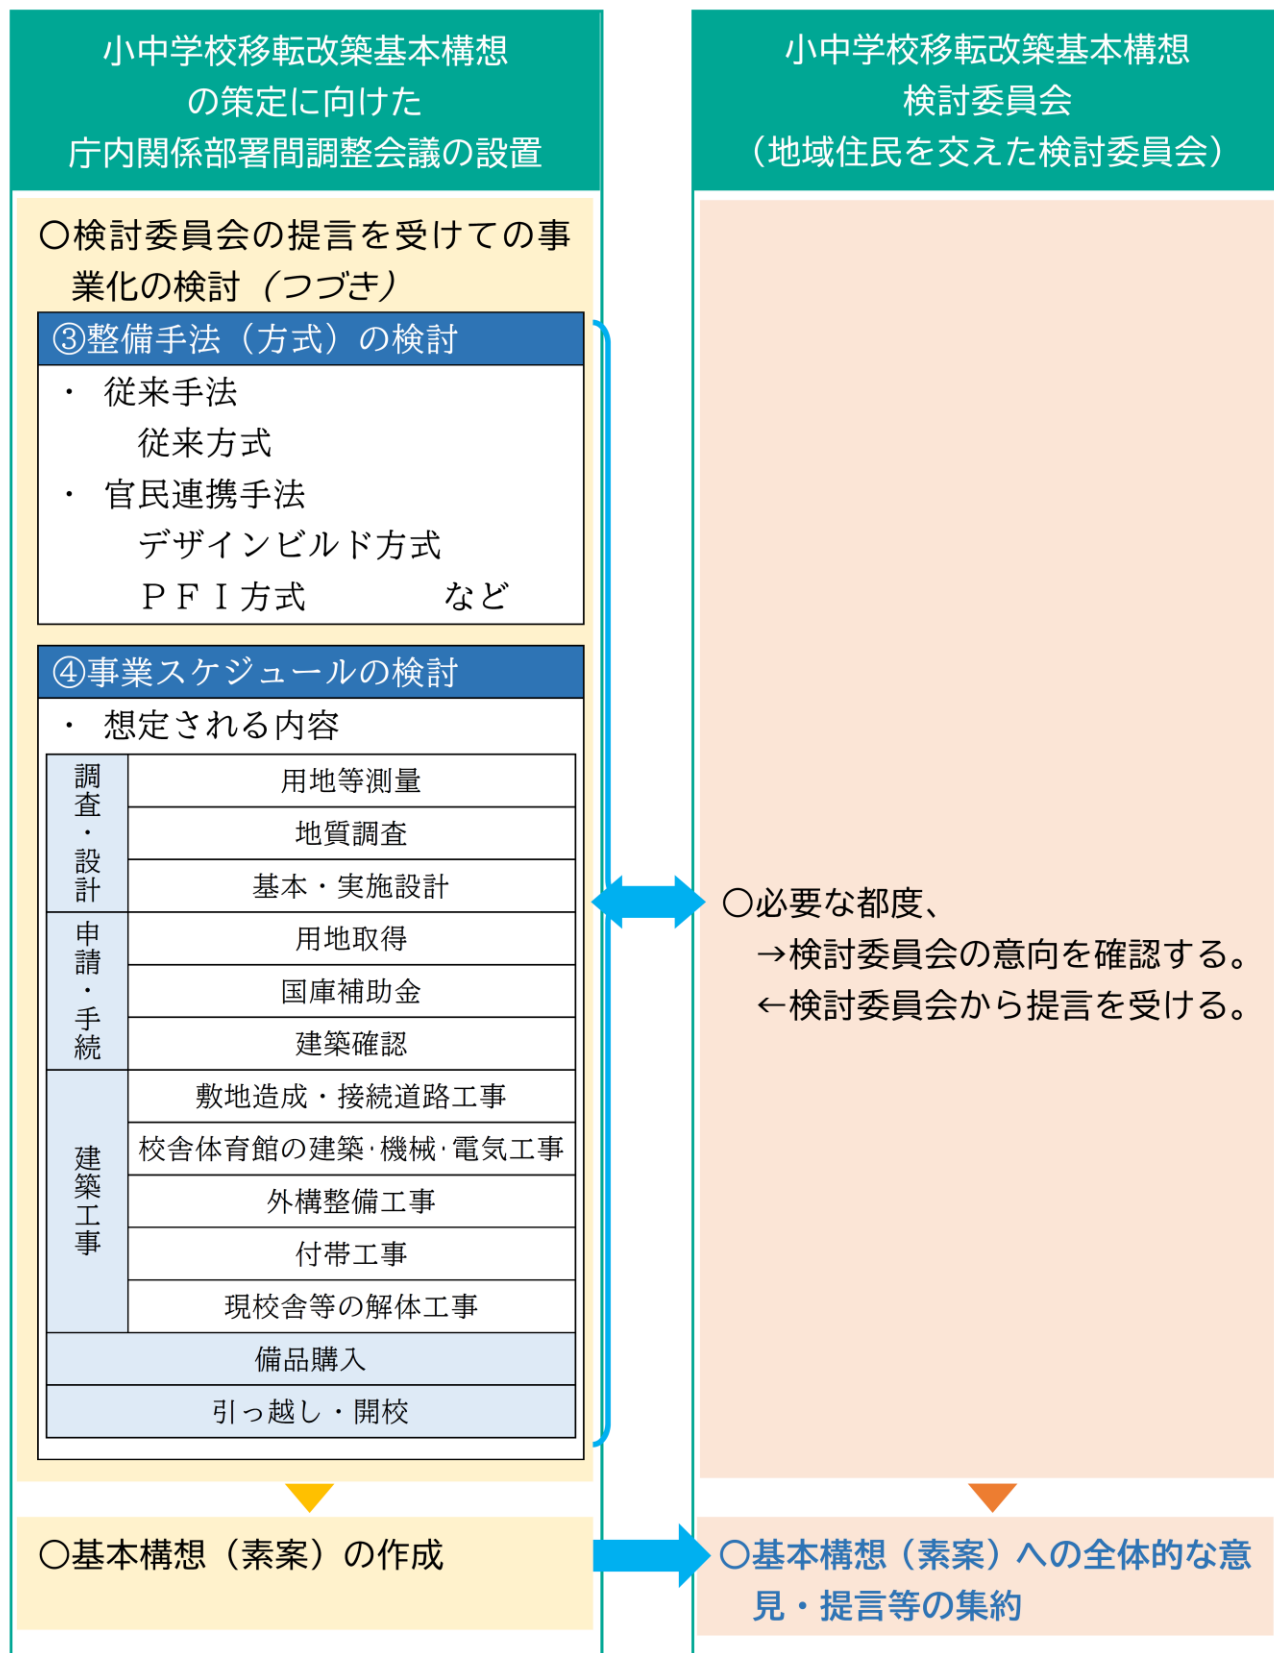 小中学校移転改築基本構想
の策定に向けた
庁内関係部署間調整会議の設置
〇検討委員会の提言を受けての事
業化の検討（つづき）
③整備手法（方式）の検討
・ 従来手法
従来方式
・ 官民連携手法
デザインビルド方式
ＰＦＩ方式　　　　など
④事業スケジュールの検討
・ 想定される内容
調査・設計
用地等測量
地質調査
基本・実施設計
申請・手続
用地取得
国庫補助金
建築確認
建築工事
敷地造成・接続道路工事
校舎体育館の建築･機械･電気工事
外構整備工事
付帯工事
現校舎等の解体工事
備品購入
引っ越し・開校
〇基本構想（素案）の作成
小中学校移転改築基本構想
検討委員会
（地域住民を交えた検討委員会）
〇必要な都度、
→検討委員会の意向を確認する。
←検討委員会から提言を受ける。
〇基本構想（素案）への全体的な意
見・提言等の集約